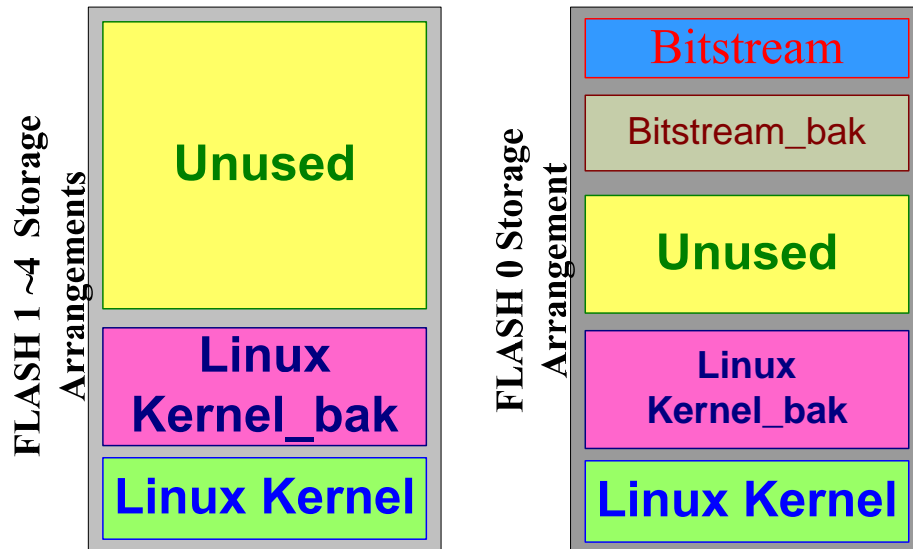 FLASH 1 ~4  Storage
Arrangements
Unused
Linux
Kernel_bak
Linux Kernel
FLASH 0 Storage
Arrangement
Bitstream
Bitstream_bak
Unused
Linux
Kernel_bak
Linux Kernel